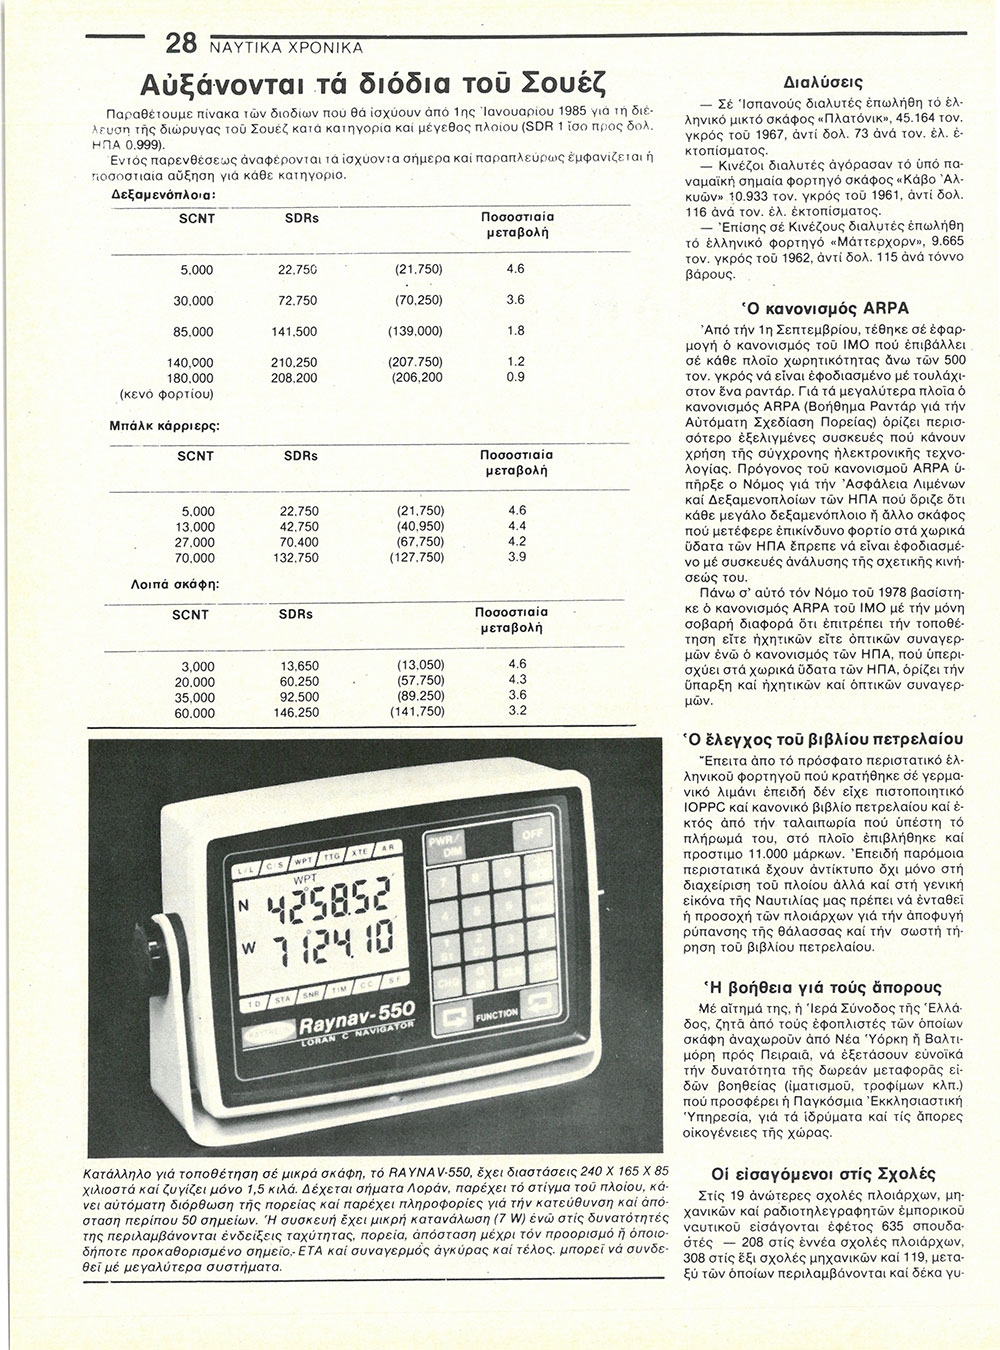 28 ΝΑΥΤΙΚΑ ΧΡΟΝΙΚΑ
Αὐξάνονται τά διόδια τοῦ Σουέζ
Παραθέτουμε πίνακα τῶν διοδίων πού θά ἰσχύουν ἀπό 1ης Ἰανουαρίου 1985 γιά τή διέ-
λευση τῆς διώρυγας τοῦ Σουέζ κατά κατηγορία καί μέγεθος πλοίου (SDR 1 ἴσο πρός δολ.
ΗΠΑ 0.999).
Ἐντός παρενθέσεως ἀναφέρονται τά ἰσχύοντα σήμερα καί παραπλεύρως ἐμφανίζεται ἡ
ποσοστιαία αὔξηση γιά κάθε κατηγορία.
Δεξαμενόπλοια:
SCNT SDRs Ποσοστιαία
μεταβολή
5.000 22.750 (21.750) 4.6
30,000 72.750 (70,250) 3.6
85.000 141,500 (139.000) 1.8
140,000 210.250 (207.750) 1.2
180.000 208.200 (206,200 0.9
(κενό φορτίου)
Μπάλκ κάρριερς:
SCNT SDRs Ποσοστιαία
μεταβολή
5.000 22.750 (21,750) 4.6
13.000 42.750 (40,950) 4.4
27.000 70.400 (67.750) 4.2
70.000 132.750 (127.750) 3.9
Λοιπά σκάφη:
SCNT SDRs Ποσοστιαία
μεταβολή
3,000 13,650 (13,050) 4.6
20.000 60.250 (57.750) 4.3
35.000 92.500 (89.250) 3.6
60.000 146,250 (141,750) 3.2
L/L C/S WPT TTG XTE AR
WPT
N 42°58.52'
W 71°24.10'
TD STA SNR TIM CC SF
RAYTHEON
Raynav-550
LORAN C NAVIGATOR
PWR/
DIM
OFF
7 8 9
4 5 6
1 2 3
CHG 0 CLR
FUNCTION
Κατάλληλο γιά τοποθέτηση σέ μικρά σκάφη, τό RAYNAV-550, ἔχει διαστάσεις 240 X 165 X 85
χιλιοστά καί ζυγίζει μόνο 1,5 κιλά. Δέχεται σήματα Λοράν, παρέχει τό στίγμα τοῦ πλοίου, κά-
νει αὐτόματη διόρθωση τῆς πορείας καί παρέχει πληροφορίες γιά τήν κατεύθυνση καί ἀπό-
σταση περίπου 50 σημείων. Ἡ συσκευή ἔχει μικρή κατανάλωση (7 W) ἐνῶ στίς δυνατότητές
της περιλαμβάνονται ἐνδείξεις ταχύτητας, πορεία, ἀπόσταση μέχρι τόν προορισμό ἤ ὁποιο-
δήποτε προκαθορισμένο σημεῖο,- ΕΤΑ καί συναγερμός ἀγκύρας καί τέλος, μπορεῖ νά συνδε-
θεῖ μέ μεγαλύτερα συστήματα.
Διαλύσεις
— Σέ Ἰσπανούς διαλυτές ἐπωλήθη τό ἑλ-
ληνικό μικτό σκάφος «Πλατόνικ», 45.164 τον.
γκρός τοῦ 1967, ἀντί δολ. 73 ἀνά τον. ἐλ. ἐ-
κτοπίσματος.
— Κινέζοι διαλυτές ἀγόρασαν τό ὑπό πα-
ναμαϊκή σημαία φορτηγό σκάφος «Κάβο Ἀλ-
κυών» 10.933 τον. γκρός τοῦ 1961, ἀντί δολ.
116 ἀνά τον. ἐλ. ἐκτοπίσματος.
— Ἐπίσης σέ Κινέζους διαλυτές ἐπωλήθη
τό ἑλληνικό φορτηγό «Μάττερχορν», 9.665
τον. γκρός τοῦ 1962, ἀντί δολ. 115 ἀνά τόννο
βάρους.
Ὁ κανονισμός ARPA
Ἀπό τήν 1η Σεπτεμβρίου, τέθηκε σέ ἐφαρ-
μογή ὁ κανονισμός τοῦ ΙΜΟ πού ἐπιβάλλει
σέ κάθε πλοῖο χωρητικότητας ἄνω τῶν 500
τον. γκρός νά εἶναι ἐφοδιασμένο μέ τουλάχι-
στον ἕνα ραντάρ. Γιά τά μεγαλύτερα πλοῖα ὁ
κανονισμός ARPA (Βοήθημα Ραντάρ γιά τήν
Αὐτόματη Σχεδίαση Πορείας) ὁρίζει περισ-
σότερο ἐξελιγμένες συσκευές πού κάνουν
χρήση τῆς σύγχρονης ἠλεκτρονικῆς τεχνο-
λογίας. Πρόγονος τοῦ κανονισμοῦ ARPA ὑ-
πῆρξε ο Νόμος γιά τήν Ἀσφάλεια Λιμένων
καί Δεξαμενοπλοίων τῶν ΗΠΑ πού ὅριζε ὅτι
κάθε μεγάλο δεξαμενόπλοιο ἤ ἄλλο σκάφος
πού μετέφερε ἐπικίνδυνο φορτίο στά χωρικά
ὕδατα τῶν ΗΠΑ ἔπρεπε νά εἶναι ἐφοδιασμέ-
νο μέ συσκευές ἀνάλυσης τῆς σχετικῆς κινή-
σεώς του.
Πάνω σ' αὐτό τόν Νόμο τοῦ 1978 βασίστη-
κε ὁ κανονισμός ARPA τοῦ ΙΜΟ μέ τήν μόνη
σοβαρή διαφορά ὅτι ἐπιτρέπει τήν τοποθέ-
τηση εἴτε ἠχητικῶν εἴτε ὀπτικῶν συναγερ-
μῶν ἐνῶ ὁ κανονισμός τῶν ΗΠΑ, πού ὑπερι-
σχύει στά χωρικά ὕδατα τῶν ΗΠΑ, ὁρίζει τήν
ὕπαρξη καί ἠχητικῶν καί ὀπτικῶν συναγερ-
μῶν.
Ὁ ἔλεγχος τοῦ βιβλίου πετρελαίου
Ἔπειτα ἀπο τό πρόσφατο περιστατικό ἑλ-
ληνικοῦ φορτηγοῦ πού κρατήθηκε σέ γερμα-
νικό λιμάνι ἐπειδή δέν εἶχε πιστοποιητικό
IOPPC καί κανονικό βιβλίο πετρελαίου καί ἐ-
κτός ἀπό τήν ταλαιπωρία πού ὑπέστη τό
πλήρωμά του, στό πλοῖο ἐπιβλήθηκε καί
προστιμο 11.000 μάρκων. Ἐπειδή παρόμοια
περιστατικά ἔχουν ἀντίκτυπο ὄχι μόνο στή
διαχείριση τοῦ πλοίου ἀλλά καί στή γενική
εἰκόνα τῆς Ναυτιλίας μας πρέπει νά ἐνταθεῖ
ἡ προσοχή τῶν πλοιάρχων γιά τήν ἀποφυγή
ρύπανσης τῆς θάλασσας καί τήν σωστή τή-
ρηση τοῦ βιβλίου πετρελαίου.
Ἡ βοήθεια γιά τούς ἄπορους
Μέ αἴτημά της, ἡ Ἱερά Σύνοδος τῆς Ἑλλά-
δος, ζητᾶ ἀπό τούς ἐφοπλιστές τῶν ὁποίων
σκάφη ἀναχωροῦν ἀπό Νέα Ὑόρκη ἤ Βαλτι-
μόρη πρός Πειραιᾶ, νά ἐξετάσουν εὐνοϊκά
τήν δυνατότητα τῆς δωρεάν μεταφορᾶς εἰ-
δῶν βοηθείας (ἱματισμοῦ, τροφίμων κλπ.)
πού προσφέρει ἡ Παγκόσμια Ἐκκλησιαστική
Ὑπηρεσία, γιά τά ἱδρύματα καί τίς ἄπορες
οἰκογένειες τῆς χώρας.
Οἱ εἰσαγόμενοι στίς Σχολές
Στίς 19 ἀνώτερες σχολές πλοιάρχων, μη-
χανικῶν καί ραδιοτηλεγραφητῶν ἐμπορικοῦ
ναυτικοῦ εἰσάγονται ἐφέτος 635 σπουδα-
στές — 208 στίς ἐννέα σχολές πλοιάρχων,
308 στίς ἕξι σχολές μηχανικῶν καί 119, μετα-
ξύ τῶν ὁποίων περιλαμβάνονται καί δέκα γυ-